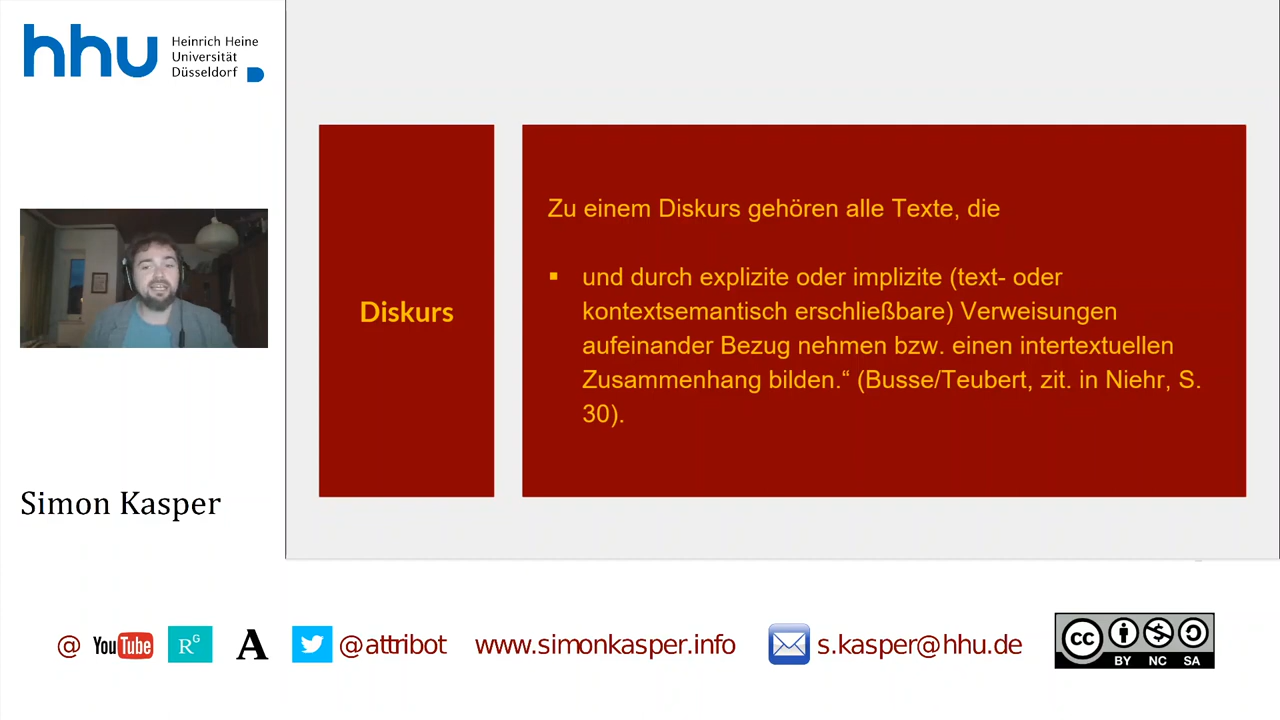 hhu Heinrich Heine
Universität
Düsseldorf
Diskurs
Zu einem Diskurs gehören alle Texte, die
▪ und durch explizite oder implizite (text- oder
kontextsemantisch erschließbare) Verweisungen
aufeinander Bezug nehmen bzw. einen intertextuellen
Zusammenhang bilden.“ (Busse/Teubert, zit. in Niehr, S.
30).
Simon Kasper
@ YouTube RG A @attribot www.simonkasper.info s.kasper@hhu.de cc BY NC SA